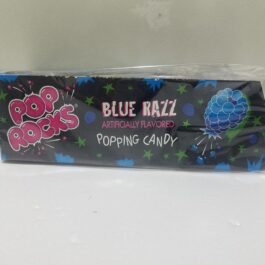 POP
ROCKS
BLUE RAZZ
ARTIFICIALLY FLAVORED
POPPING CANDY